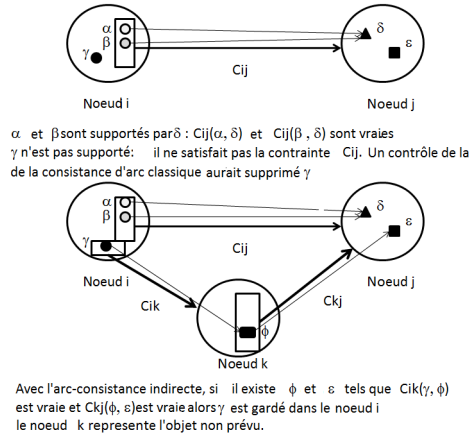 α
β
γ
δ
ε
Cij
Noeud i
Noeud j
α et β sont supportés par δ : Cij(α, δ) et Cij(β , δ) sont vraies
γ n'est pas supporté: il ne satisfait pas la contrainte Cij. Un contrôle de la
de la consistance d'arc classique aurait supprimé γ
α
β
γ
δ
ε
Cij
Noeud i
Noeud j
Cik
Ckj
ϕ
Noeud k
Avec l'arc-consistance indirecte, si il existe ϕ et ε tels que Cik(γ, ϕ)
est vraie et Ckj(ϕ, ε)est vraie alors γ est gardé dans le noeud i
le noeud k represente l'objet non prévu.